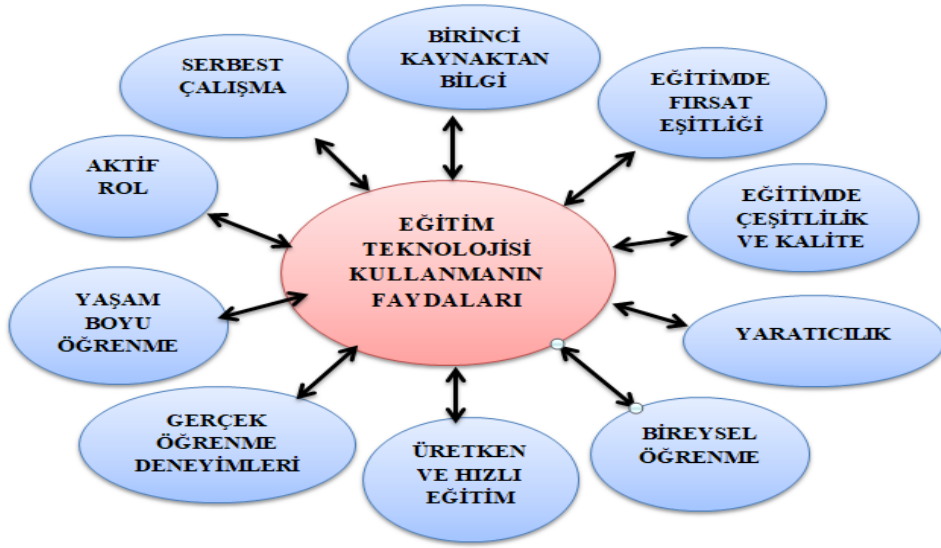 BİRİNCİ
KAYNAKTAN
BİLGİ
SERBEST
ÇALIŞMA
EĞİTİMDE
FIRSAT
EŞİTLİĞİ
AKTİF
ROL
EĞİTİMDE
ÇEŞİTLİLİK
VE KALİTE
EĞİTİM
TEKNOLOJİSİ
KULLANMANIN
FAYDALARI
YAŞAM
BOYU
ÖĞRENME
YARATICILIK
GERÇEK
ÖĞRENME
DENEYİMLERİ
ÜRETKEN
VE HIZLI
EĞİTİM
BİREYSEL
ÖĞRENME